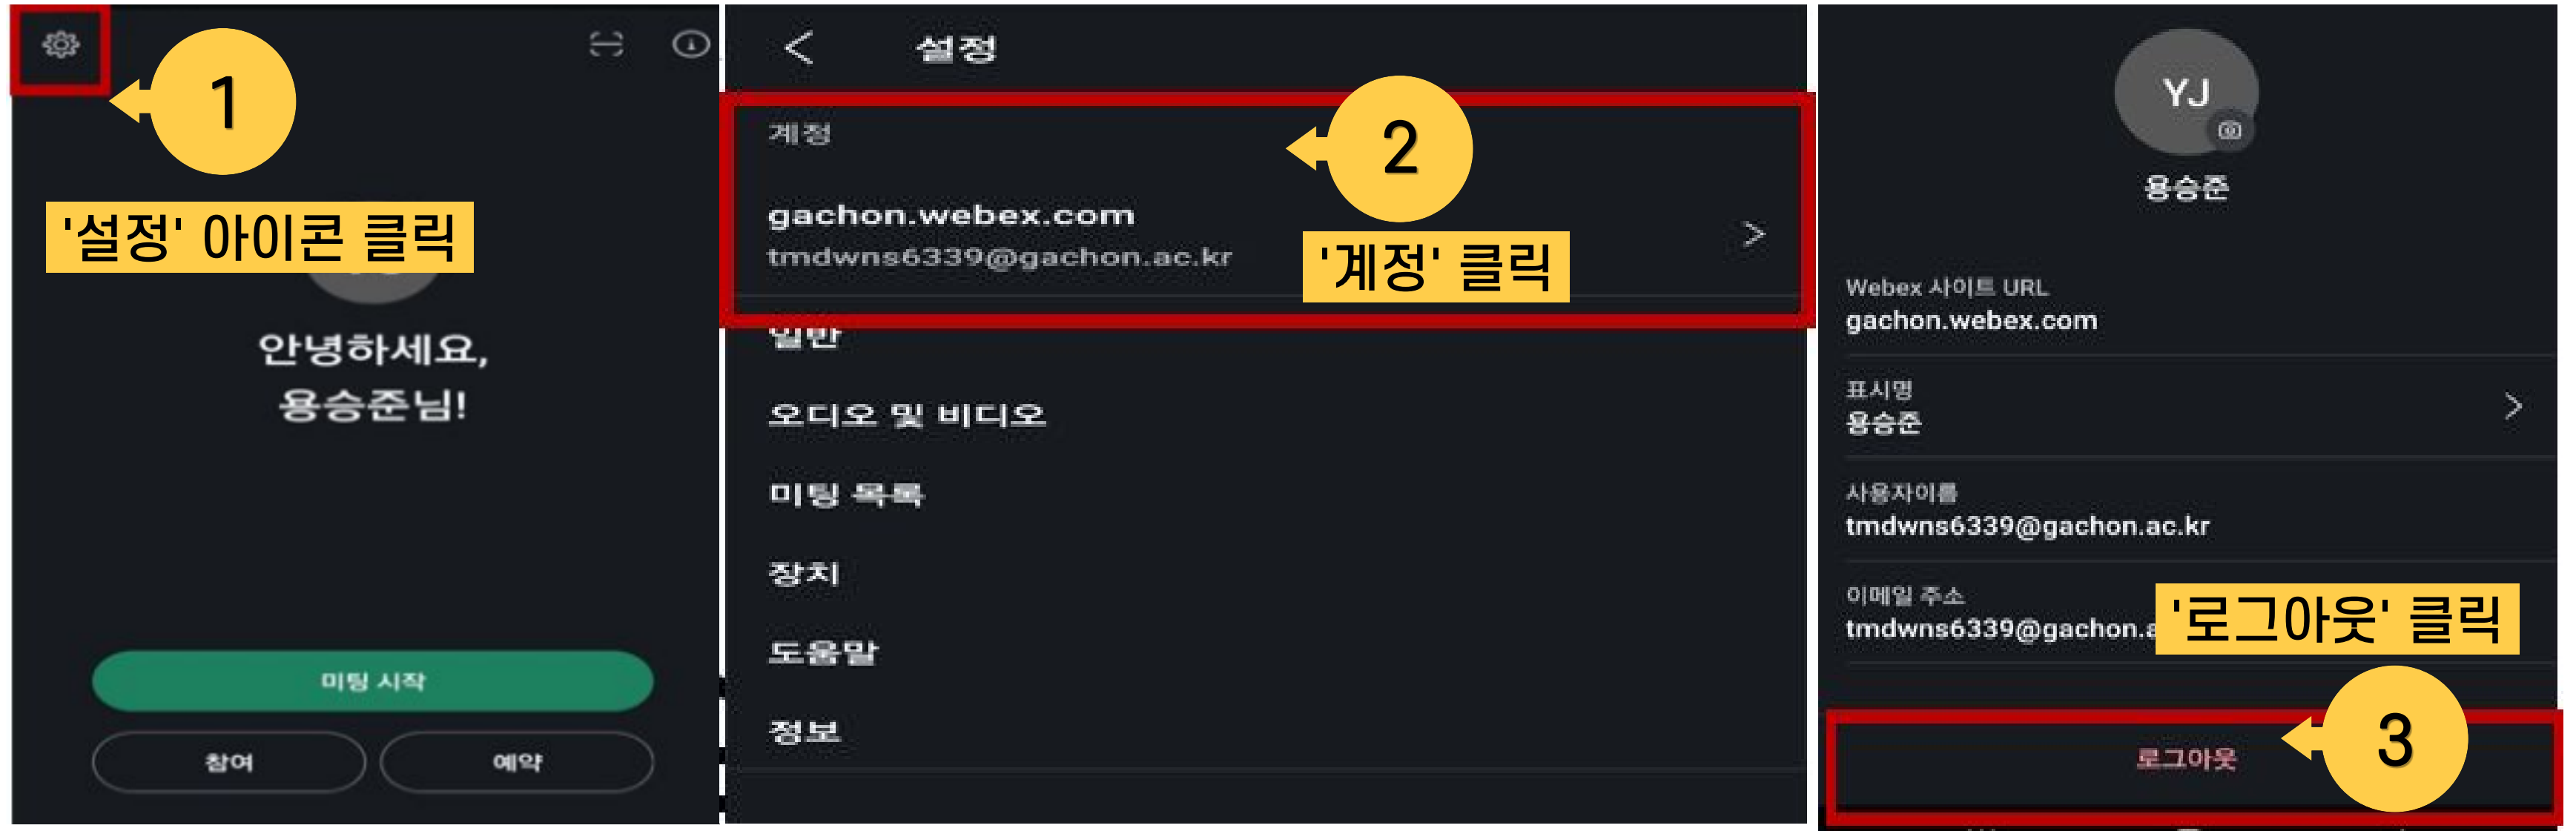 1
'설정' 아이콘 클릭
안녕하세요,
용승준님!
미팅 시작
참여
예약
설정
계정
2
gachon.webex.com
tmdwns6339@gachon.ac.kr
'계정' 클릭
일반
오디오 및 비디오
미팅 목록
장치
도움말
정보
YJ
용승준
Webex 사이트 URL
gachon.webex.com
표시명
용승준
사용자이름
tmdwns6339@gachon.ac.kr
이메일 주소
tmdwns6339@gachon.a
'로그아웃' 클릭
로그아웃
3